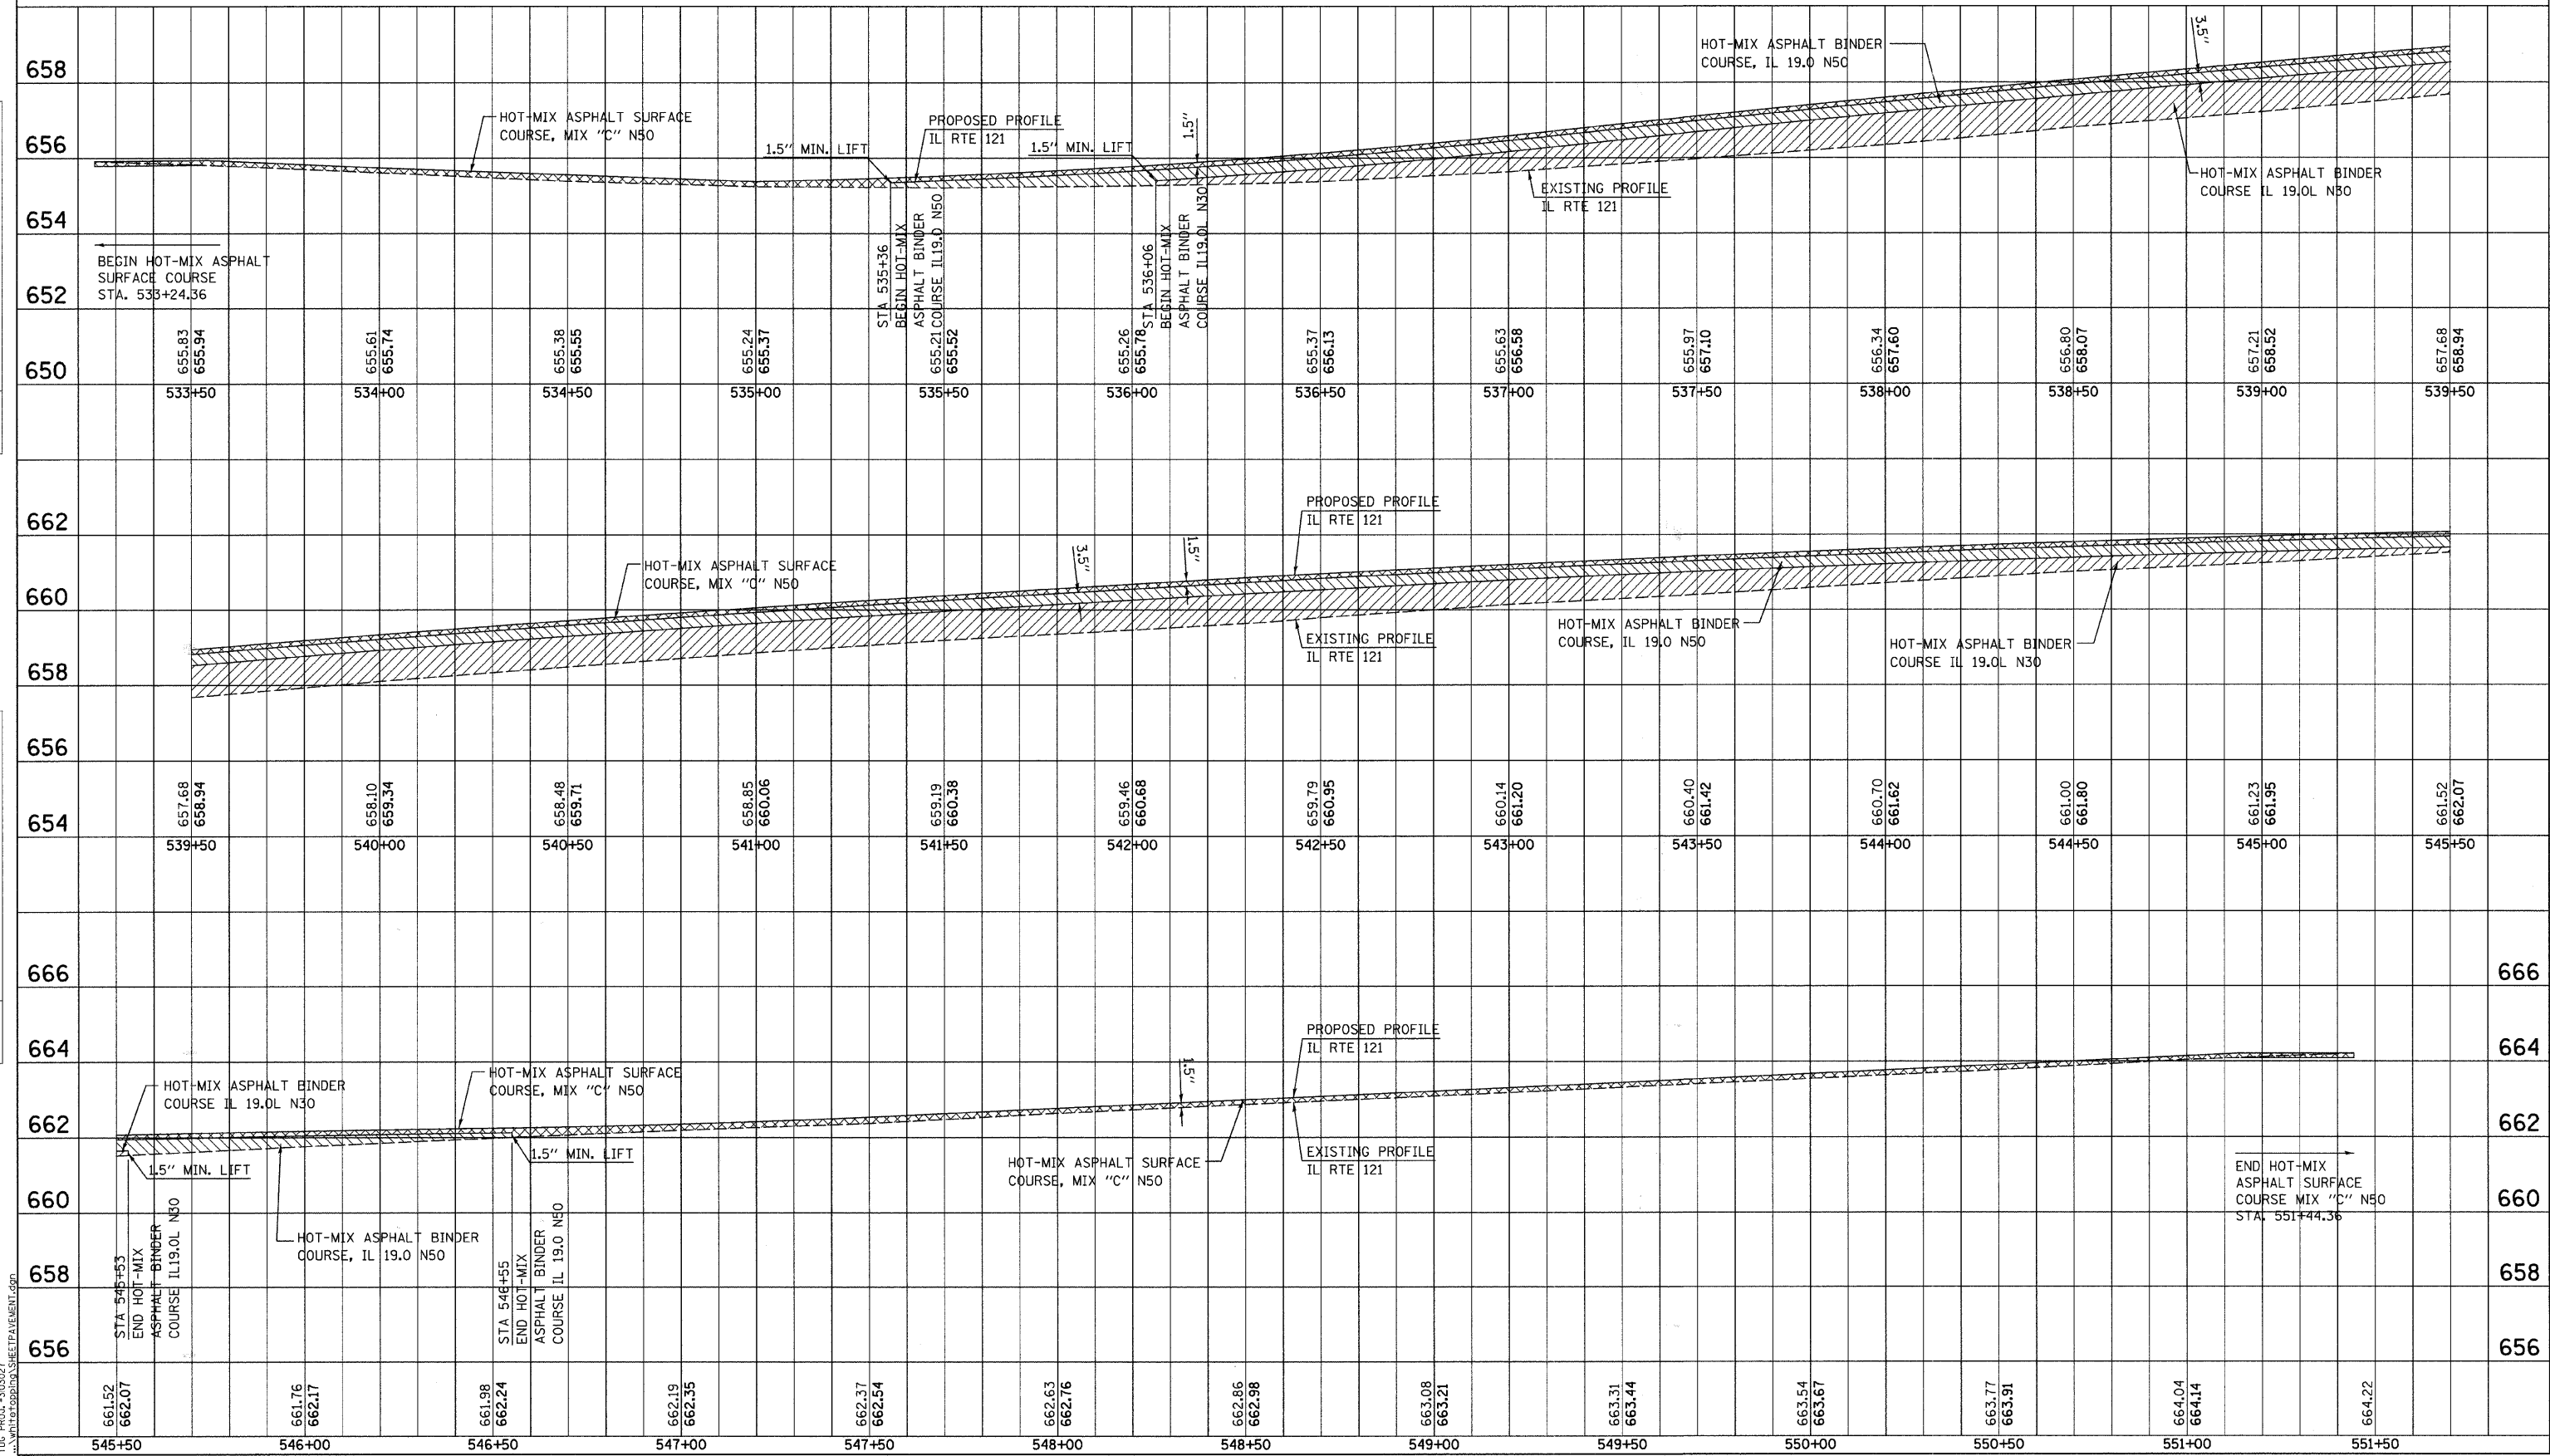 658
656
654
652
650
HOT-MIX ASPHALT SURFACE
COURSE, MIX "C" N50
1.5" MIN. LIFT
PROPOSED PROFILE
IL RTE 121
1.5" MIN. LIFT
1.5"
HOT-MIX ASPHALT BINDER
COURSE, IL 19.0 N50
3.5"
EXISTING PROFILE
IL RTE 121
HOT-MIX ASPHALT BINDER
COURSE IL 19.0L N30
BEGIN HOT-MIX ASPHALT
SURFACE COURSE
STA. 533+24.36
STA 535+36
BEGIN HOT-MIX
ASPHALT BINDER
COURSE IL19.0 N50
STA 536+06
BEGIN HOT-MIX
ASPHALT BINDER
COURSE IL19.0L N30
655.83 655.94
655.61 655.74
655.38 655.55
655.24 655.37
655.21 655.52
655.26 655.78
655.37 656.13
655.63 656.58
655.97 657.10
656.34 657.60
656.80 658.07
657.21 658.52
657.68 658.94
533+50 534+00 534+50 535+00 535+50 536+00 536+50 537+00 537+50 538+00 538+50 539+00 539+50
662
660
658
656
654
HOT-MIX ASPHALT SURFACE
COURSE, MIX "C" N50
3.5"
1.5"
PROPOSED PROFILE
IL RTE 121
EXISTING PROFILE
IL RTE 121
HOT-MIX ASPHALT BINDER
COURSE, IL 19.0 N50
HOT-MIX ASPHALT BINDER
COURSE IL 19.0L N30
657.68 658.94
658.10 659.34
658.48 659.71
658.85 660.06
659.19 660.38
659.46 660.68
659.79 660.95
660.14 661.20
660.40 661.42
660.70 661.62
661.00 661.80
661.23 661.95
661.52 662.07
539+50 540+00 540+50 541+00 541+50 542+00 542+50 543+00 543+50 544+00 544+50 545+00 545+50
666 666
664 664
662 662
660 660
658 658
656 656
HOT-MIX ASPHALT BINDER
COURSE IL 19.0L N30
HOT-MIX ASPHALT SURFACE
COURSE, MIX "C" N50
1.5" MIN. LIFT
1.5" MIN. LIFT
HOT-MIX ASPHALT BINDER
COURSE, IL 19.0 N50
1.5"
PROPOSED PROFILE
IL RTE 121
HOT-MIX ASPHALT SURFACE
COURSE, MIX "C" N50
EXISTING PROFILE
IL RTE 121
END HOT-MIX
ASPHALT SURFACE
COURSE MIX "C" N50
STA. 551+44.36
STA 545+53
END HOT-MIX
ASPHALT BINDER
COURSE IL19.0L N30
STA 546+55
END HOT-MIX
ASPHALT BINDER
COURSE IL 19.0 N50
661.52 662.07
661.76 662.17
661.98 662.24
662.19 662.35
662.37 662.54
662.63 662.76
662.86 662.98
663.08 663.21
663.31 663.44
663.54 663.67
663.77 663.91
664.04 664.14
664.22
545+50 546+00 546+50 547+00 547+50 548+00 548+50 549+00 549+50 550+00 550+50 551+00 551+50
...\whitetopping\SHEETPAVEMENT.dgn